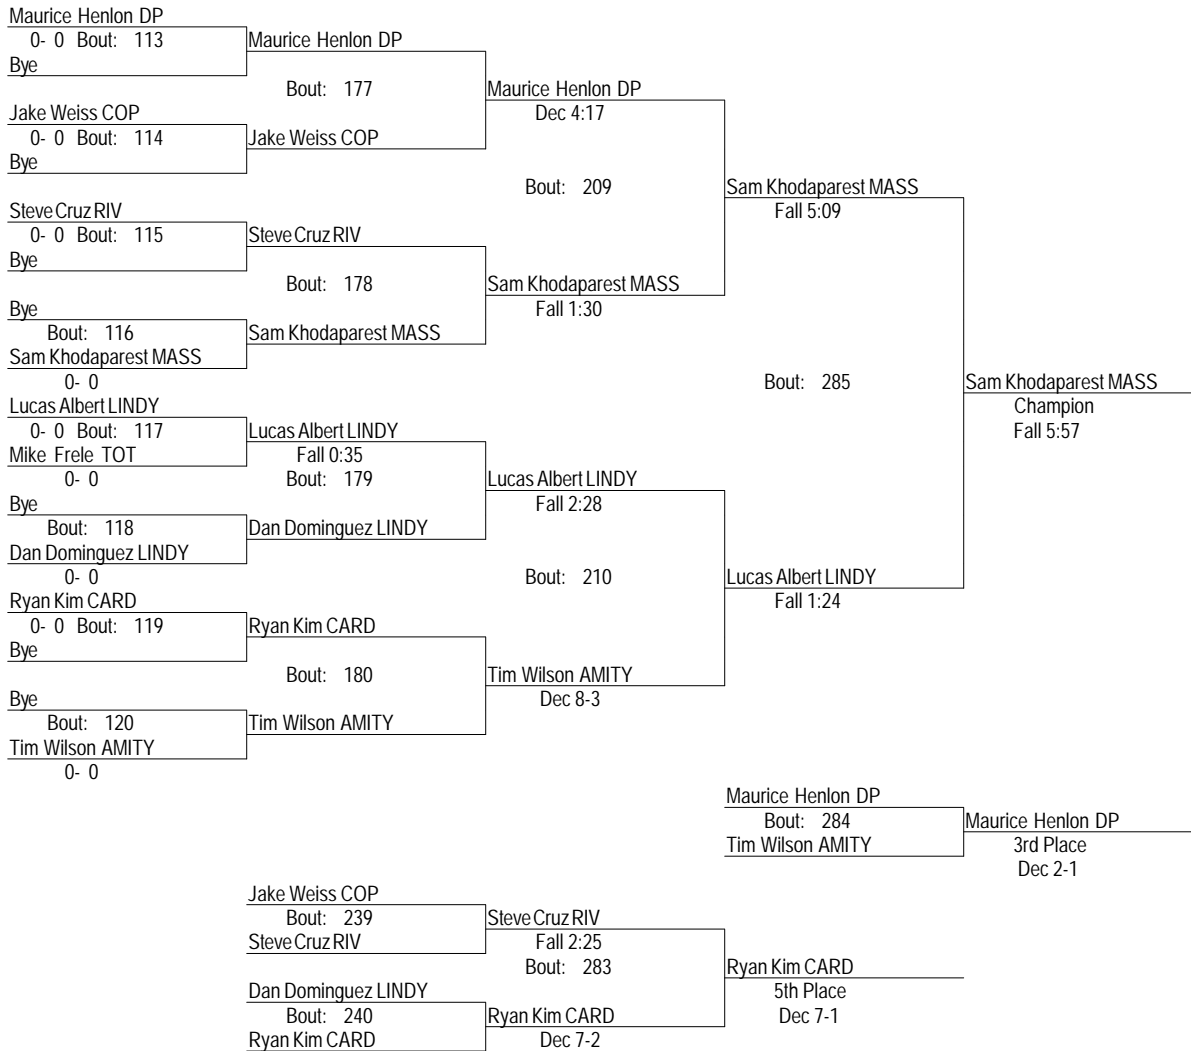 Maurice Henlon DP
0- 0 Bout: 113
Bye
Maurice Henlon DP
Bout: 177
Jake Weiss COP
0- 0 Bout: 114
Bye
Jake Weiss COP
Maurice Henlon DP
Dec 4:17
Bout: 209
Steve Cruz RIV
0- 0 Bout: 115
Bye
Steve Cruz RIV
Bout: 178
Bye
Bout: 116
Sam Khodaparest MASS
0- 0
Sam Khodaparest MASS
Sam Khodaparest MASS
Fall 1:30
Sam Khodaparest MASS
Fall 5:09
Bout: 285
Sam Khodaparest MASS
Champion
Fall 5:57
Lucas Albert LINDY
0- 0 Bout: 117
Mike Frele TOT
0- 0
Lucas Albert LINDY
Fall 0:35
Bout: 179
Bye
Bout: 118
Dan Dominguez LINDY
0- 0
Dan Dominguez LINDY
Lucas Albert LINDY
Fall 2:28
Bout: 210
Lucas Albert LINDY
Fall 1:24
Ryan Kim CARD
0- 0 Bout: 119
Bye
Ryan Kim CARD
Bout: 180
Bye
Bout: 120
Tim Wilson AMITY
0- 0
Tim Wilson AMITY
Tim Wilson AMITY
Dec 8-3
Maurice Henlon DP
Bout: 284
Tim Wilson AMITY
Maurice Henlon DP
3rd Place
Dec 2-1
Jake Weiss COP
Bout: 239
Steve Cruz RIV
Steve Cruz RIV
Fall 2:25
Bout: 283
Dan Dominguez LINDY
Bout: 240
Ryan Kim CARD
Ryan Kim CARD
Dec 7-2
Ryan Kim CARD
5th Place
Dec 7-1